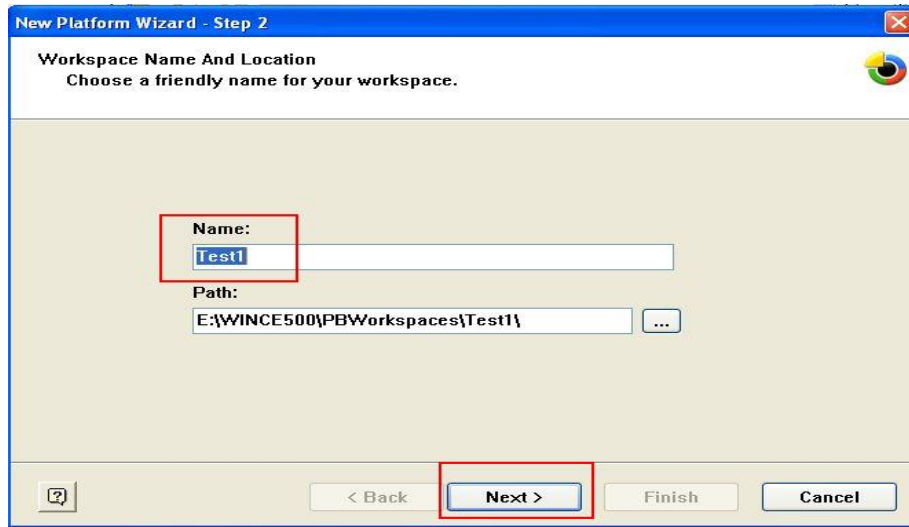 New Platform Wizard - Step 2
Workspace Name And Location
Choose a friendly name for your workspace.
Name:
Test1
Path:
E:\WINCE500\PBWorkspaces\Test1\
...
?
< Back
Next >
Finish
Cancel